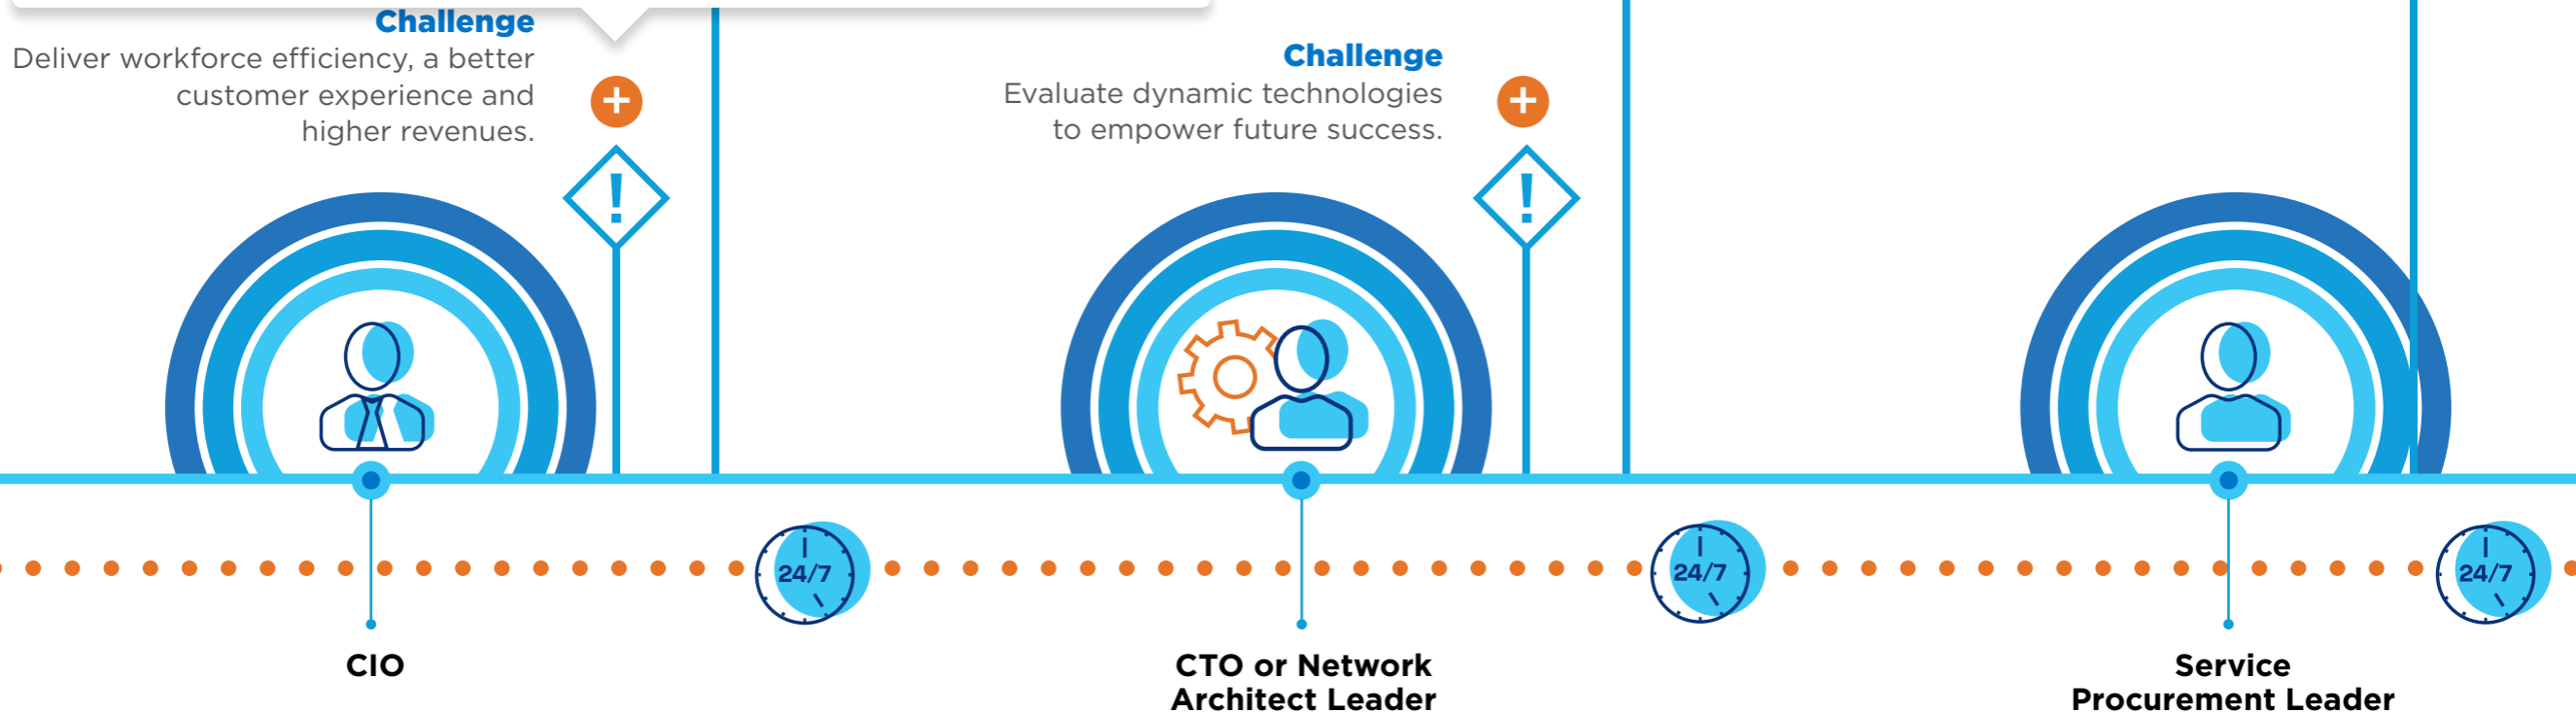 Challenge
Deliver workforce efficiency, a better
customer experience and
higher revenues.
Challenge
Evaluate dynamic technologies
to empower future success.
!
!
24/7
24/7
24/7
CIO
CTO or Network
Architect Leader
Service
Procurement Leader